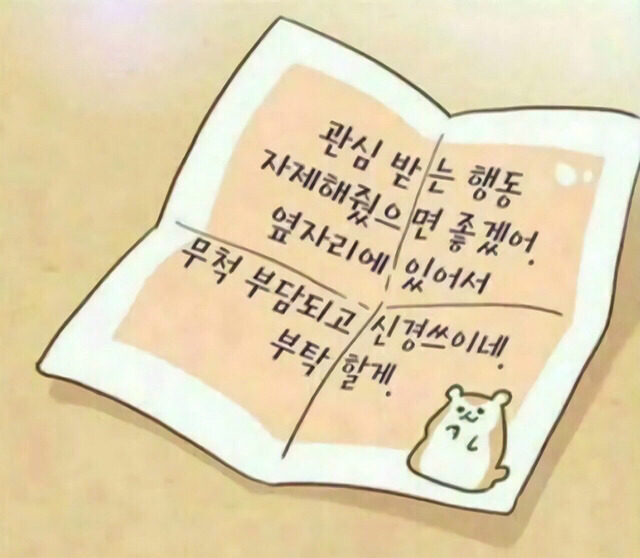 관심 받는 행동
자제해줬으면 좋겠어.
옆자리에 있어서
무척 부담되고 신경쓰이네.
부탁할게.